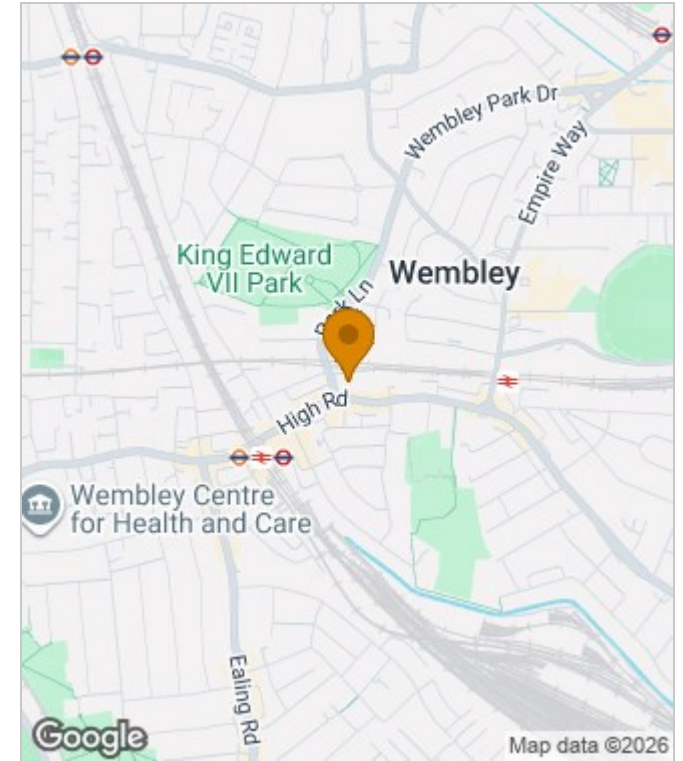 Wembley Park Dr
Empire Way
King Edward
VII Park
Wembley
Park Ln
High Rd
Wembley Centre
for Health and Care
Ealing Rd
Google
Map data ©2026